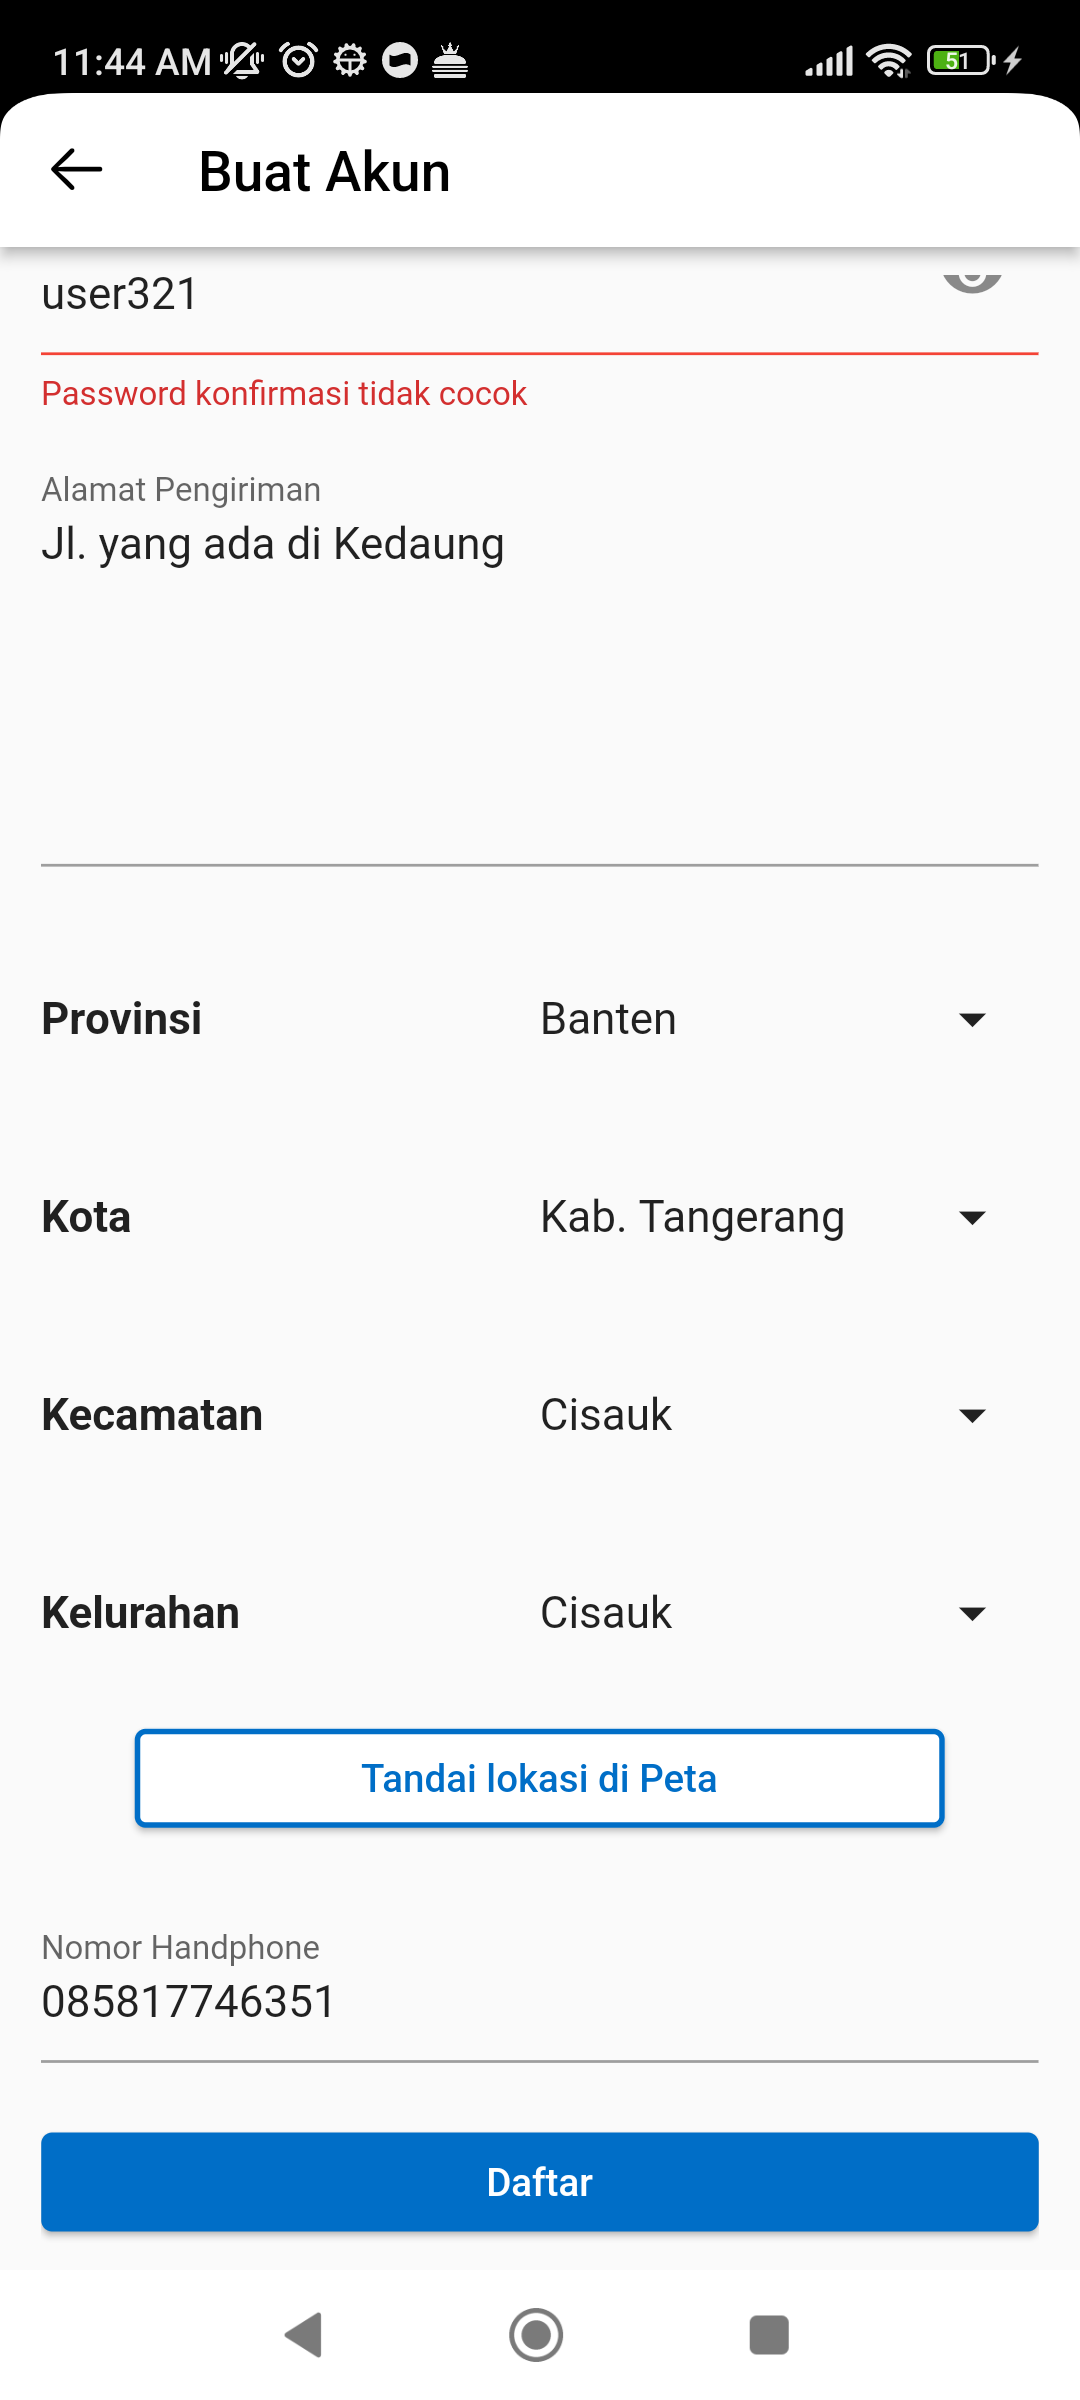 11:44 AM
51
Buat Akun
user321
Password konfirmasi tidak cocok
Alamat Pengiriman
Jl. yang ada di Kedaung
Provinsi Banten
Kota Kab. Tangerang
Kecamatan Cisauk
Kelurahan Cisauk
Tandai lokasi di Peta
Nomor Handphone
085817746351
Daftar